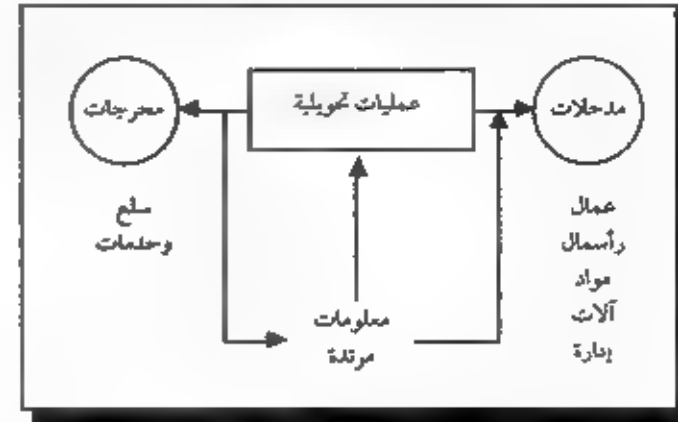 مدخلات
عمليات تحويلية
مخرجات
عمال
رأسمال
مواد
آلات
إدارة
سلع
وخدمات
معلومات
مرتدة